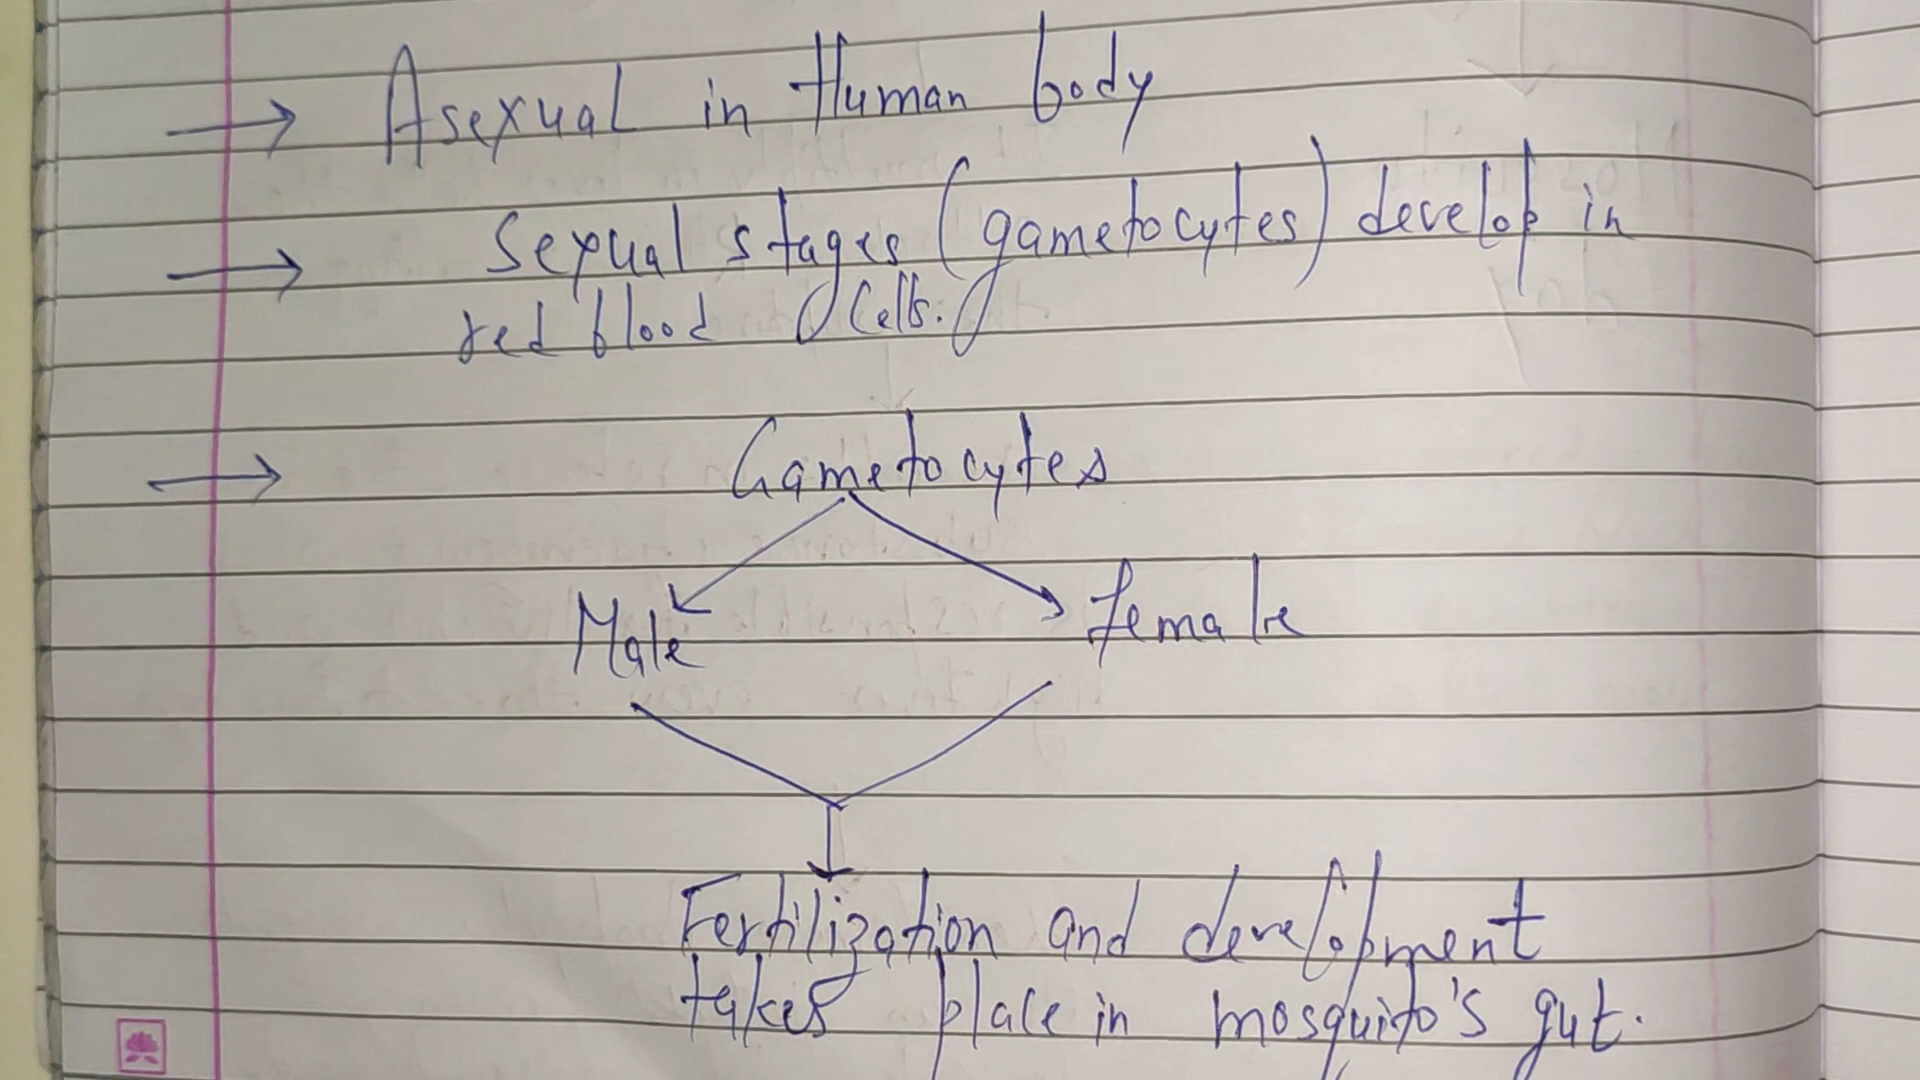 → Asexual in Human body
→ Sexual stages (gametocytes) develop in
red blood cells.
→ Gametocytes
Male female
Fertilization and development
takes place in mosquito's gut.